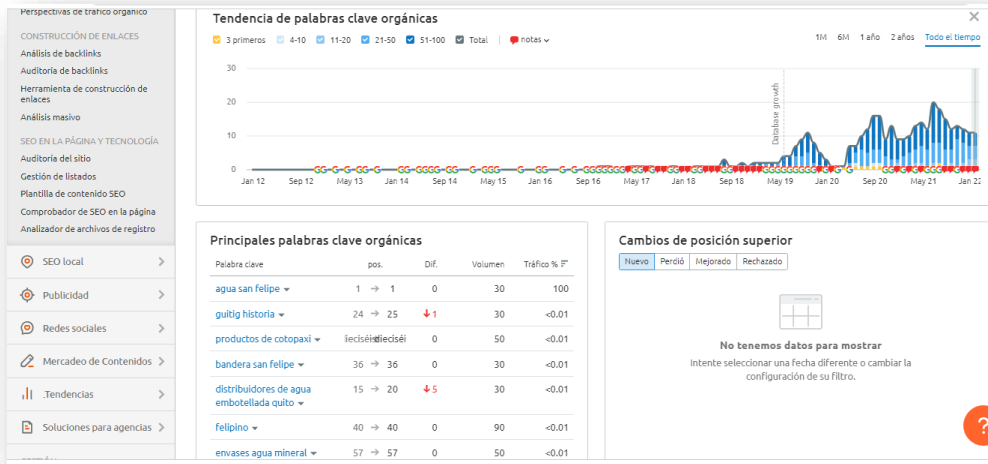 Perspectivas de tráfico orgánico
CONSTRUCCIÓN DE ENLACES
Análisis de backlinks
Auditoría de backlinks
Herramienta de construcción de
enlaces
Análisis masivo
SEO EN LA PÁGINA Y TECNOLOGÍA
Auditoría del sitio
Gestión de listados
Plantilla de contenido SEO
Comprobador de SEO en la página
Analizador de archivos de registro
SEO local
Publicidad
Redes sociales
Mercadeo de Contenidos
.Tendencias
Soluciones para agencias
Tendencia de palabras clave orgánicas
3 primeros 4-10 11-20 21-50 51-100 Total notas
1M 6M 1 año 2 años Todo el tiempo
30
20
10
0
Database growth
Jan 12 Sep 12 May 13 Jan 14 Sep 14 May 15 Jan 16 Sep 16 May 17 Jan 18 Sep 18 May 19 Jan 20 Sep 20 May 21 Jan 22
Principales palabras clave orgánicas
Palabra clave pos. Dif. Volumen Tráfico %
agua san felipe 1 → 1 0 30 100
guitig historia 24 → 25 ↓1 30 <0.01
productos de cotopaxi 0 50 <0.01
bandera san felipe 36 → 36 0 30 <0.01
distribuidores de agua 15 → 20 ↓5 30 <0.01
embotellada quito
felipino 40 → 40 0 90 <0.01
envases agua mineral 57 → 57 0 50 <0.01
Cambios de posición superior
Nuevo Perdió Mejorado Rechazado
No tenemos datos para mostrar
Intente seleccionar una fecha diferente o cambiar la
configuración de su filtro.
?